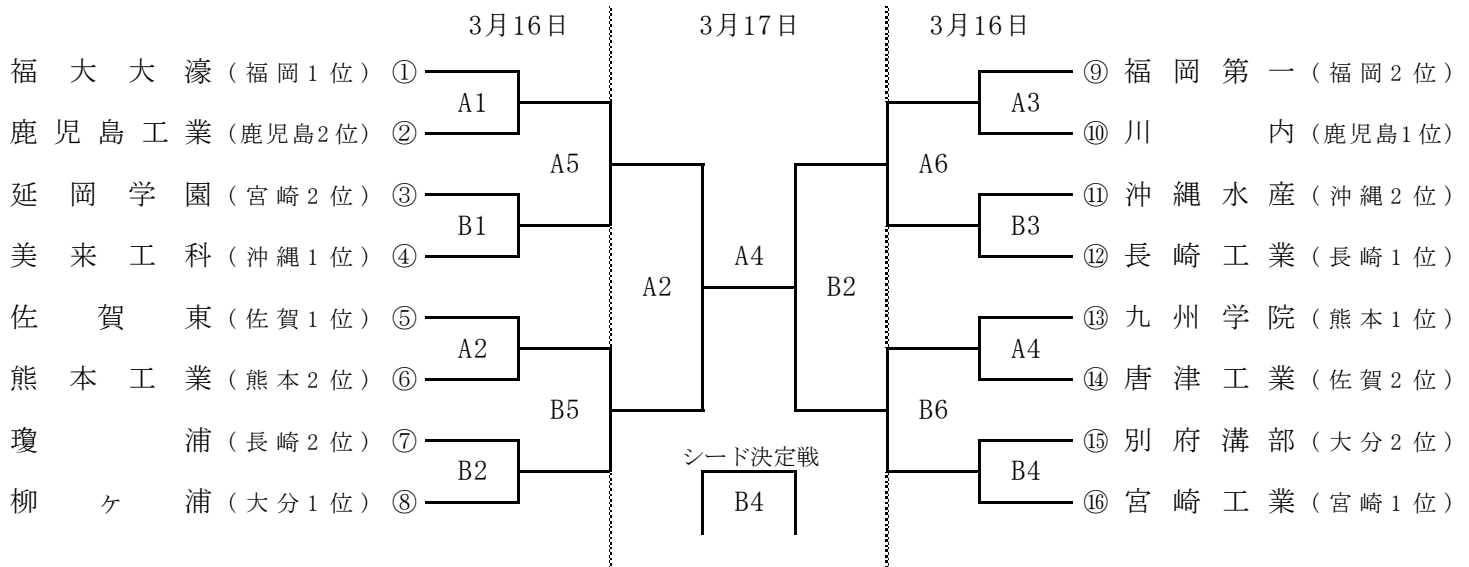 3月16日 3月17日 3月16日
福大大濠(福岡1位) ① ⑨ 福岡第一(福岡2位)
A1 A3
鹿児島工業(鹿児島2位) ② ⑩ 川内(鹿児島1位)
A5 A6
延岡学園(宮崎2位) ③ ⑪ 沖縄水産(沖縄2位)
B1 B3
美来工科(沖縄1位) ④ A4 ⑫ 長崎工業(長崎1位)
A2 B2
佐賀東(佐賀1位) ⑤ ⑬ 九州学院(熊本1位)
A2 A4
熊本工業(熊本2位) ⑥ ⑭ 唐津工業(佐賀2位)
B5 B6
瓊浦(長崎2位) ⑦ シード決定戦 ⑮ 別府溝部(大分2位)
B2 B4
柳ヶ浦(大分1位) ⑧ B4 ⑯ 宮崎工業(宮崎1位)